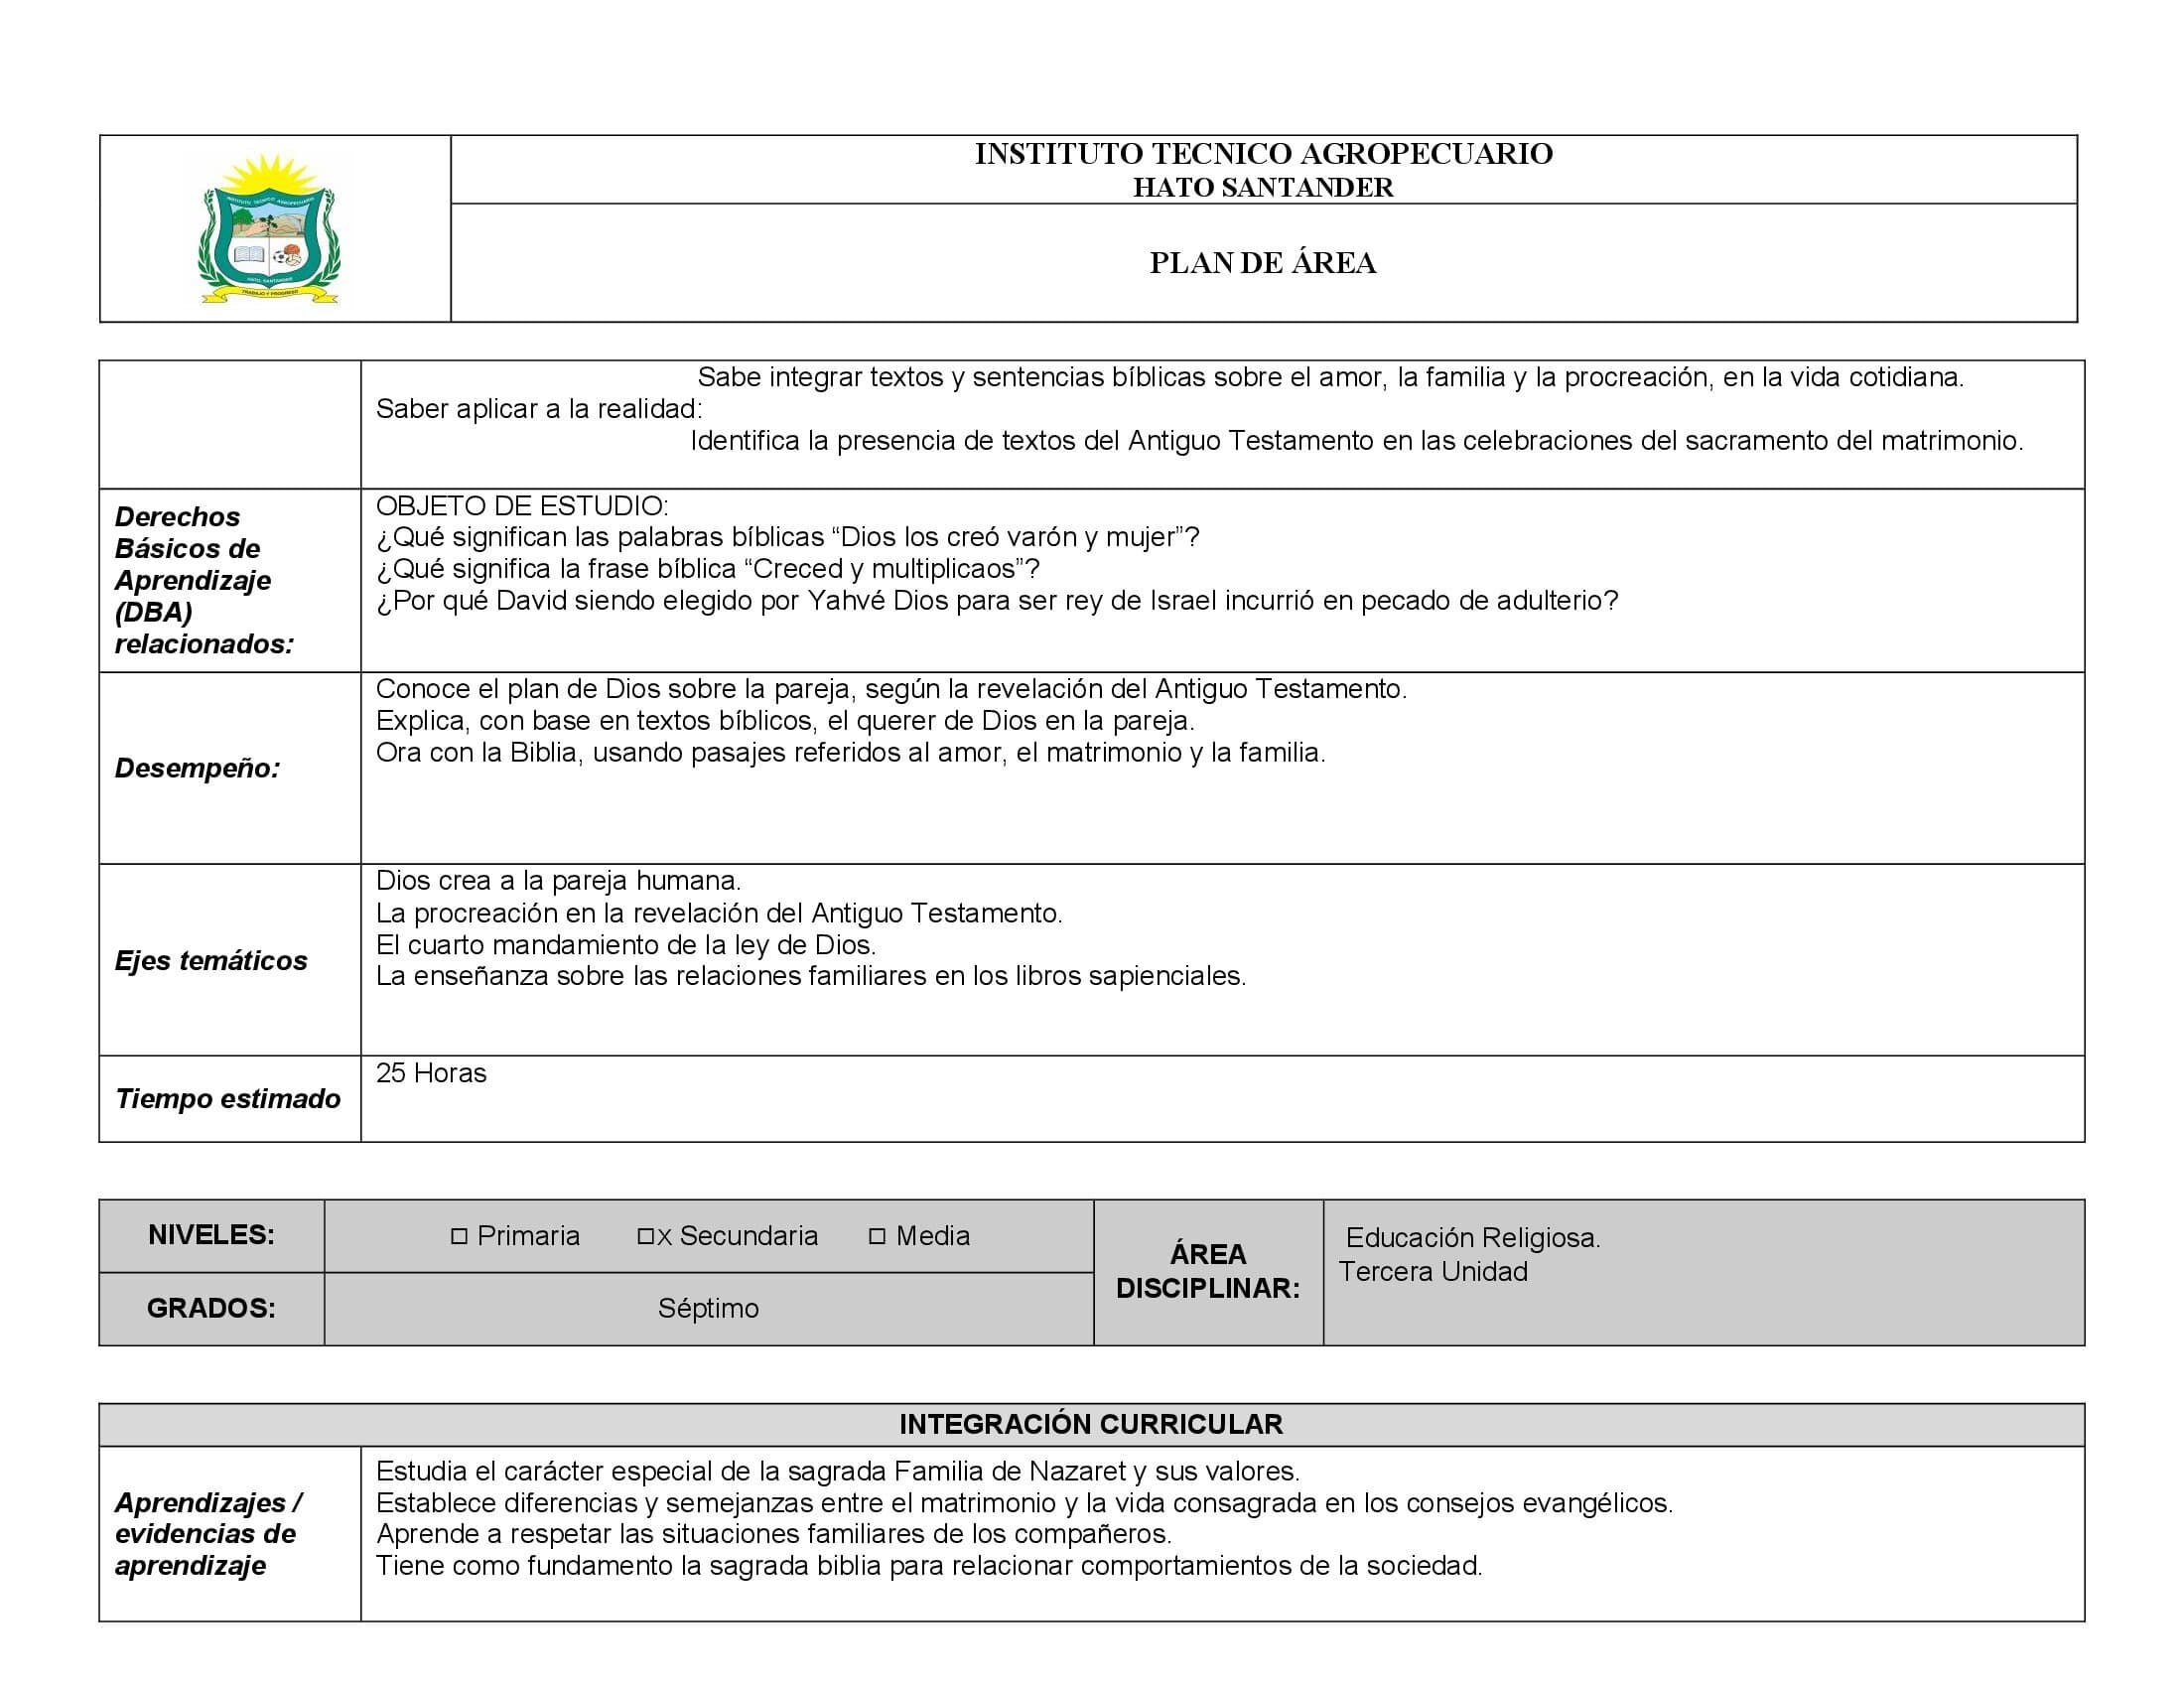 INSTITUTO TECNICO AGROPECUARIO
HATO SANTANDER
PLAN DE ÁREA
INSTITUTO TECNICO AGROPECUARIO
HATO SANTANDER
TRABAJO Y PROGRESO
Sabe integrar textos y sentencias bíblicas sobre el amor, la familia y la procreación, en la vida cotidiana.
Saber aplicar a la realidad:
Identifica la presencia de textos del Antiguo Testamento en las celebraciones del sacramento del matrimonio.
Derechos
Básicos de
Aprendizaje
(DBA)
relacionados:
OBJETO DE ESTUDIO:
¿Qué significan las palabras bíblicas “Dios los creó varón y mujer”?
¿Qué significa la frase bíblica “Creced y multiplicaos”?
¿Por qué David siendo elegido por Yahvé Dios para ser rey de Israel incurrió en pecado de adulterio?
Desempeño:
Conoce el plan de Dios sobre la pareja, según la revelación del Antiguo Testamento.
Explica, con base en textos bíblicos, el querer de Dios en la pareja.
Ora con la Biblia, usando pasajes referidos al amor, el matrimonio y la familia.
Ejes temáticos
Dios crea a la pareja humana.
La procreación en la revelación del Antiguo Testamento.
El cuarto mandamiento de la ley de Dios.
La enseñanza sobre las relaciones familiares en los libros sapienciales.
Tiempo estimado
25 Horas
NIVELES:
□ Primaria □x Secundaria □ Media
GRADOS:
Séptimo
ÁREA
DISCIPLINAR:
Educación Religiosa.
Tercera Unidad
INTEGRACIÓN CURRICULAR
Aprendizajes /
evidencias de
aprendizaje
Estudia el carácter especial de la sagrada Familia de Nazaret y sus valores.
Establece diferencias y semejanzas entre el matrimonio y la vida consagrada en los consejos evangélicos.
Aprende a respetar las situaciones familiares de los compañeros.
Tiene como fundamento la sagrada biblia para relacionar comportamientos de la sociedad.